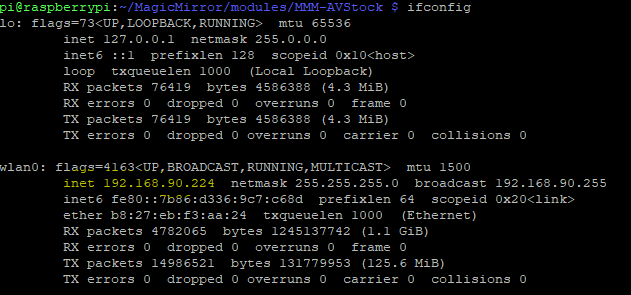 pi@raspberrypi:~/MagicMirror/modules/MMM-AVStock $ ifconfig
lo: flags=73<UP,LOOPBACK,RUNNING>  mtu 65536
        inet 127.0.0.1  netmask 255.0.0.0
        inet6 ::1  prefixlen 128  scopeid 0x10<host>
        loop  txqueuelen 1000  (Local Loopback)
        RX packets 76419  bytes 4586388 (4.3 MiB)
        RX errors 0  dropped 0  overruns 0  frame 0
        TX packets 76419  bytes 4586388 (4.3 MiB)
        TX errors 0  dropped 0 overruns 0  carrier 0  collisions 0
wlan0: flags=4163<UP,BROADCAST,RUNNING,MULTICAST>  mtu 1500
        inet 192.168.90.224  netmask 255.255.255.0  broadcast 192.168.90.255
        inet6 fe80::7b86:d336:9c7:c68d  prefixlen 64  scopeid 0x20<link>
        ether b8:27:eb:f3:aa:24  txqueuelen 1000  (Ethernet)
        RX packets 4782065  bytes 1245137742 (1.1 GiB)
        RX errors 0  dropped 0  overruns 0  frame 0
        TX packets 14986521  bytes 131779953 (125.6 MiB)
        TX errors 0  dropped 0 overruns 0  carrier 0  collisions 0